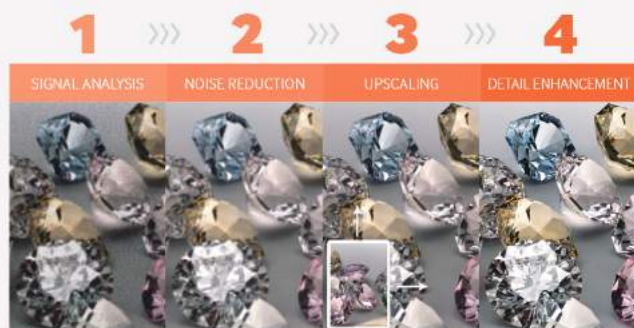 1 >>> 2 >>> 3 >>> 4
SIGNAL ANALYSIS NOISE REDUCTION UPSCALING DETAIL ENHANCEMENT